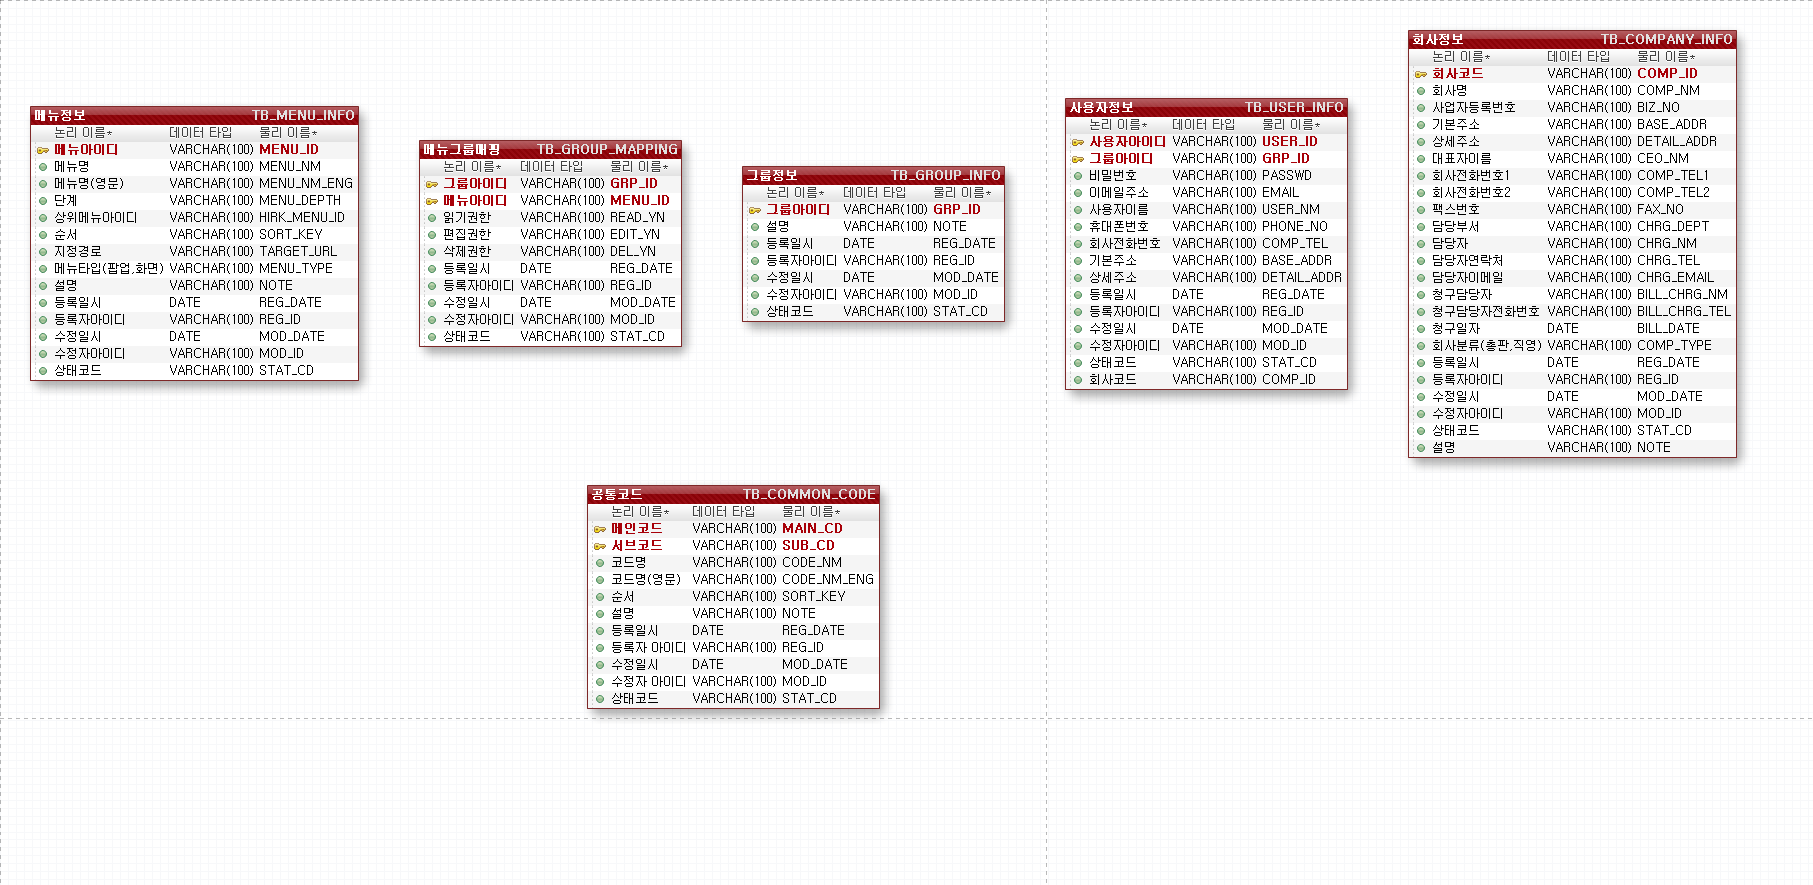 메뉴정보 TB_MENU_INFO
논리 이름* 데이터 타입 물리 이름*
메뉴아이디 VARCHAR(100) MENU_ID
메뉴명 VARCHAR(100) MENU_NM
메뉴명(영문) VARCHAR(100) MENU_NM_ENG
단계 VARCHAR(100) MENU_DEPTH
상위메뉴아이디 VARCHAR(100) HIRK_MENU_ID
순서 VARCHAR(100) SORT_KEY
지정경로 VARCHAR(100) TARGET_URL
메뉴타입(팝업,화면) VARCHAR(100) MENU_TYPE
설명 VARCHAR(100) NOTE
등록일시 DATE REG_DATE
등록자아이디 VARCHAR(100) REG_ID
수정일시 DATE MOD_DATE
수정자아이디 VARCHAR(100) MOD_ID
상태코드 VARCHAR(100) STAT_CD
메뉴그룹매핑 TB_GROUP_MAPPING
논리 이름* 데이터 타입 물리 이름*
그룹아이디 VARCHAR(100) GRP_ID
메뉴아이디 VARCHAR(100) MENU_ID
읽기권한 VARCHAR(100) READ_YN
편집권한 VARCHAR(100) EDIT_YN
삭제권한 VARCHAR(100) DEL_YN
등록일시 DATE REG_DATE
등록자아이디 VARCHAR(100) REG_ID
수정일시 DATE MOD_DATE
수정자아이디 VARCHAR(100) MOD_ID
상태코드 VARCHAR(100) STAT_CD
그룹정보 TB_GROUP_INFO
논리 이름* 데이터 타입 물리 이름*
그룹아이디 VARCHAR(100) GRP_ID
설명 VARCHAR(100) NOTE
등록일시 DATE REG_DATE
등록자아이디 VARCHAR(100) REG_ID
수정일시 DATE MOD_DATE
수정자아이디 VARCHAR(100) MOD_ID
상태코드 VARCHAR(100) STAT_CD
사용자정보 TB_USER_INFO
논리 이름* 데이터 타입 물리 이름*
사용자아이디 VARCHAR(100) USER_ID
그룹아이디 VARCHAR(100) GRP_ID
비밀번호 VARCHAR(100) PASSWD
이메일주소 VARCHAR(100) EMAIL
사용자이름 VARCHAR(100) USER_NM
휴대폰번호 VARCHAR(100) PHONE_NO
회사전화번호 VARCHAR(100) COMP_TEL
기본주소 VARCHAR(100) BASE_ADDR
상세주소 VARCHAR(100) DETAIL_ADDR
등록일시 DATE REG_DATE
등록자아이디 VARCHAR(100) REG_ID
수정일시 DATE MOD_DATE
수정자아이디 VARCHAR(100) MOD_ID
상태코드 VARCHAR(100) STAT_CD
회사코드 VARCHAR(100) COMP_ID
회사정보 TB_COMPANY_INFO
논리 이름* 데이터 타입 물리 이름*
회사코드 VARCHAR(100) COMP_ID
회사명 VARCHAR(100) COMP_NM
사업자등록번호 VARCHAR(100) BIZ_NO
기본주소 VARCHAR(100) BASE_ADDR
상세주소 VARCHAR(100) DETAIL_ADDR
대표자이름 VARCHAR(100) CEO_NM
회사전화번호1 VARCHAR(100) COMP_TEL1
회사전화번호2 VARCHAR(100) COMP_TEL2
팩스번호 VARCHAR(100) FAX_NO
담당부서 VARCHAR(100) CHRG_DEPT
담당자 VARCHAR(100) CHRG_NM
담당자연락처 VARCHAR(100) CHRG_TEL
담당자이메일 VARCHAR(100) CHRG_EMAIL
청구담당자 VARCHAR(100) BILL_CHRG_NM
청구담당자전화번호 VARCHAR(100) BILL_CHRG_TEL
청구일자 DATE BILL_DATE
회사분류(총판,직영) VARCHAR(100) COMP_TYPE
등록일시 DATE REG_DATE
등록자아이디 VARCHAR(100) REG_ID
수정일시 DATE MOD_DATE
수정자아이디 VARCHAR(100) MOD_ID
상태코드 VARCHAR(100) STAT_CD
설명 VARCHAR(100) NOTE
공통코드 TB_COMMON_CODE
논리 이름* 데이터 타입 물리 이름*
메인코드 VARCHAR(100) MAIN_CD
서브코드 VARCHAR(100) SUB_CD
코드명 VARCHAR(100) CODE_NM
코드명(영문) VARCHAR(100) CODE_NM_ENG
순서 VARCHAR(100) SORT_KEY
설명 VARCHAR(100) NOTE
등록일시 DATE REG_DATE
등록자 아이디 VARCHAR(100) REG_ID
수정일시 DATE MOD_DATE
수정자 아이디 VARCHAR(100) MOD_ID
상태코드 VARCHAR(100) STAT_CD